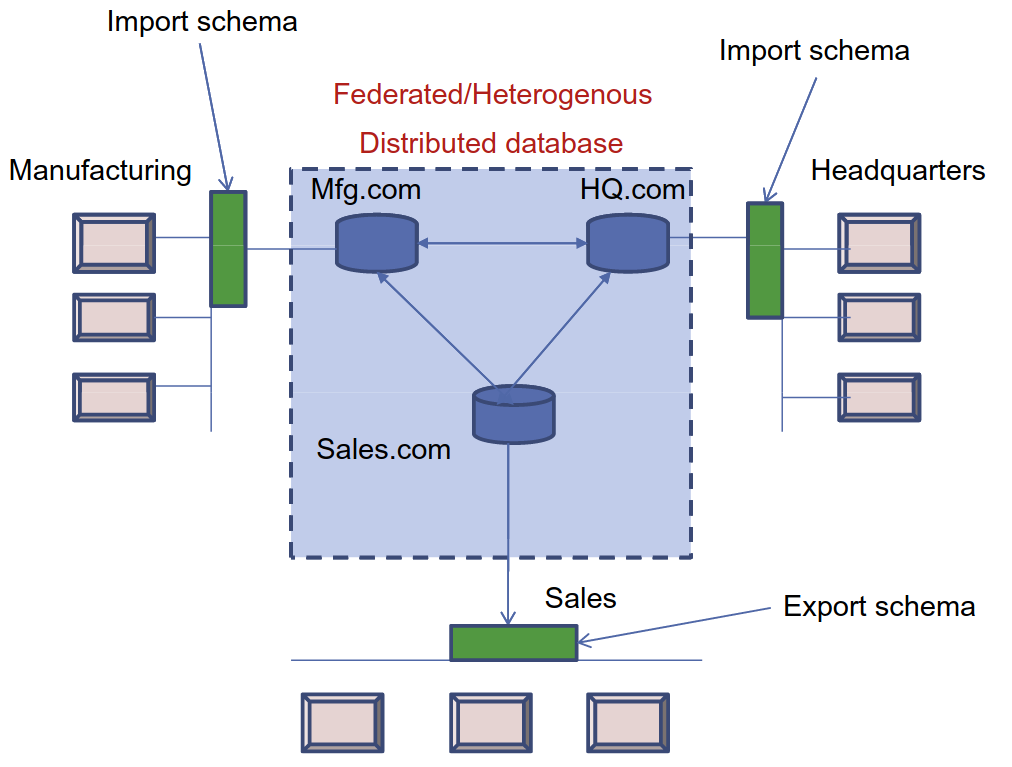 Import schema
Import schema
Federated/Heterogenous
Distributed database
Manufacturing
Headquarters
Mfg.com
HQ.com
Sales.com
Sales
Export schema